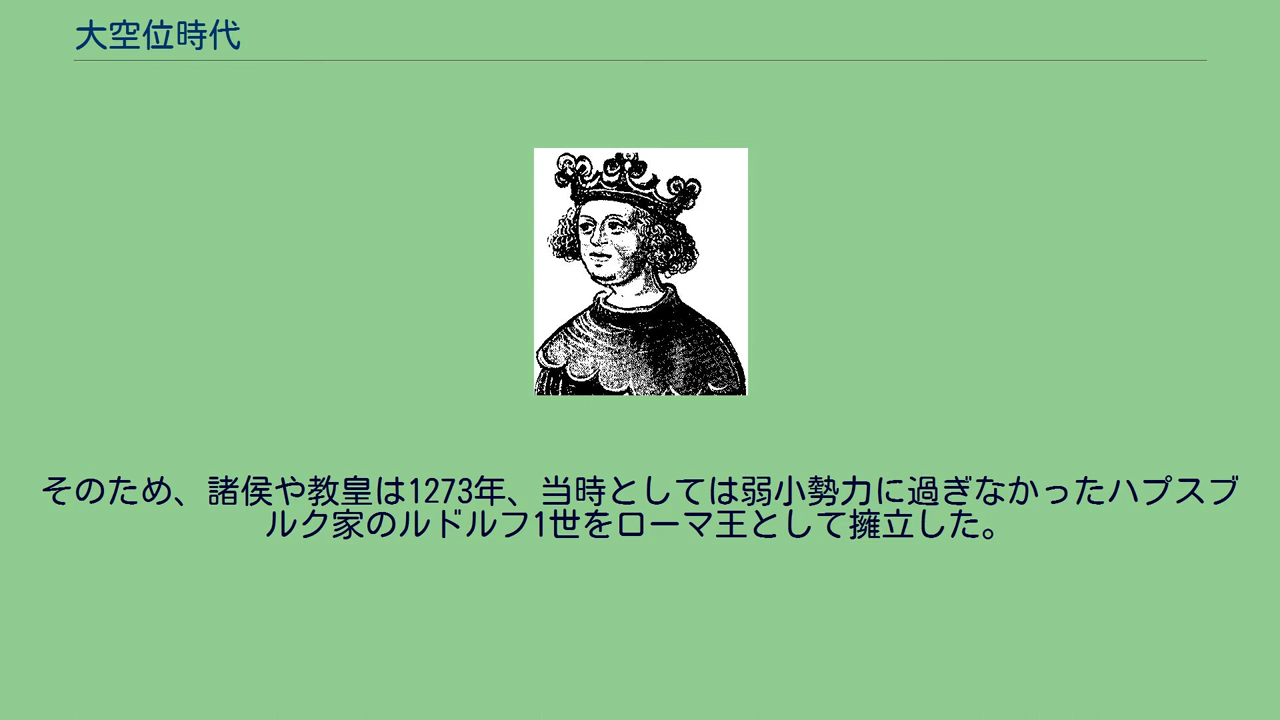 大空位時代
そのため、諸侯や教皇は1273年、当時としては弱小勢力に過ぎなかったハプスブ
ルク家のルドルフ1世をローマ王として擁立した。